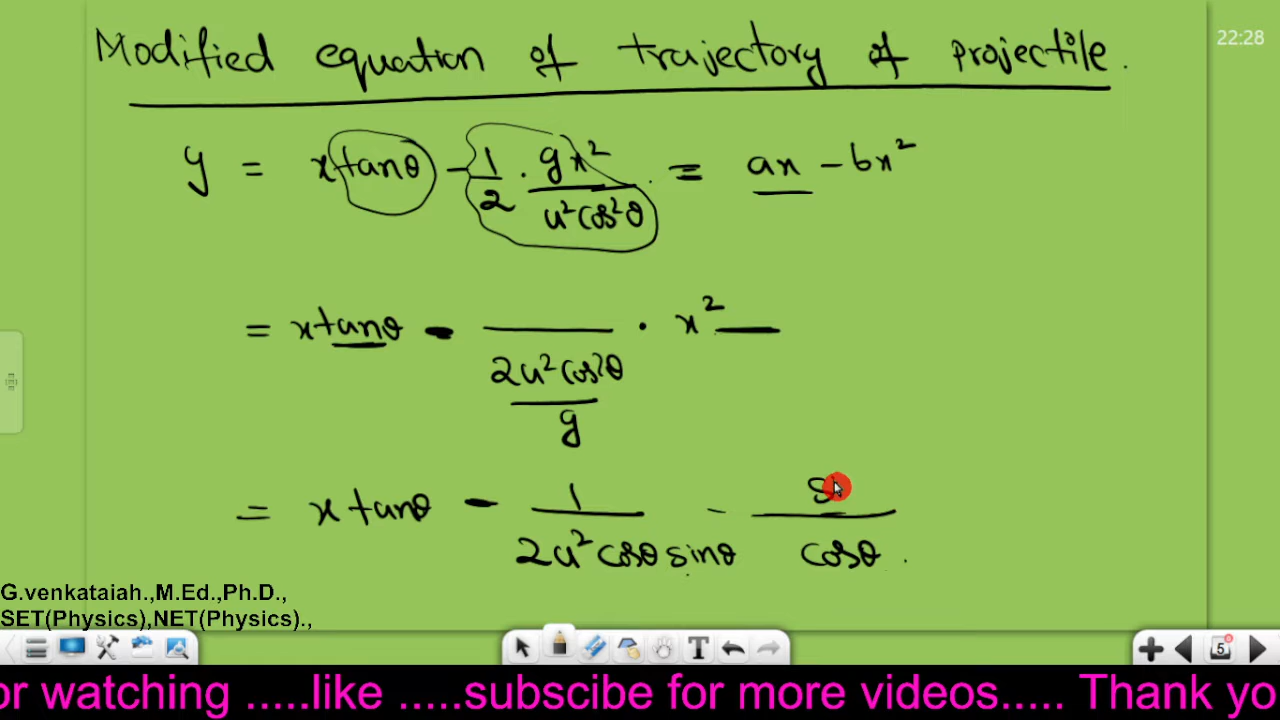 Modified equation of trajectory of projectile.
22:28
y = x tanθ - 1/2 . gx²/u²cos²θ . = ax - bx²
= x tanθ - /2u²cos²θ/g . x²
= x tanθ - 1/2u²cosθ sinθ - s/cosθ .
G.venkataiah.,M.Ed.,Ph.D.,
SET(Physics),NET(Physics).,
T
5
or watching .....like .....subscibe for more videos..... Thank yo